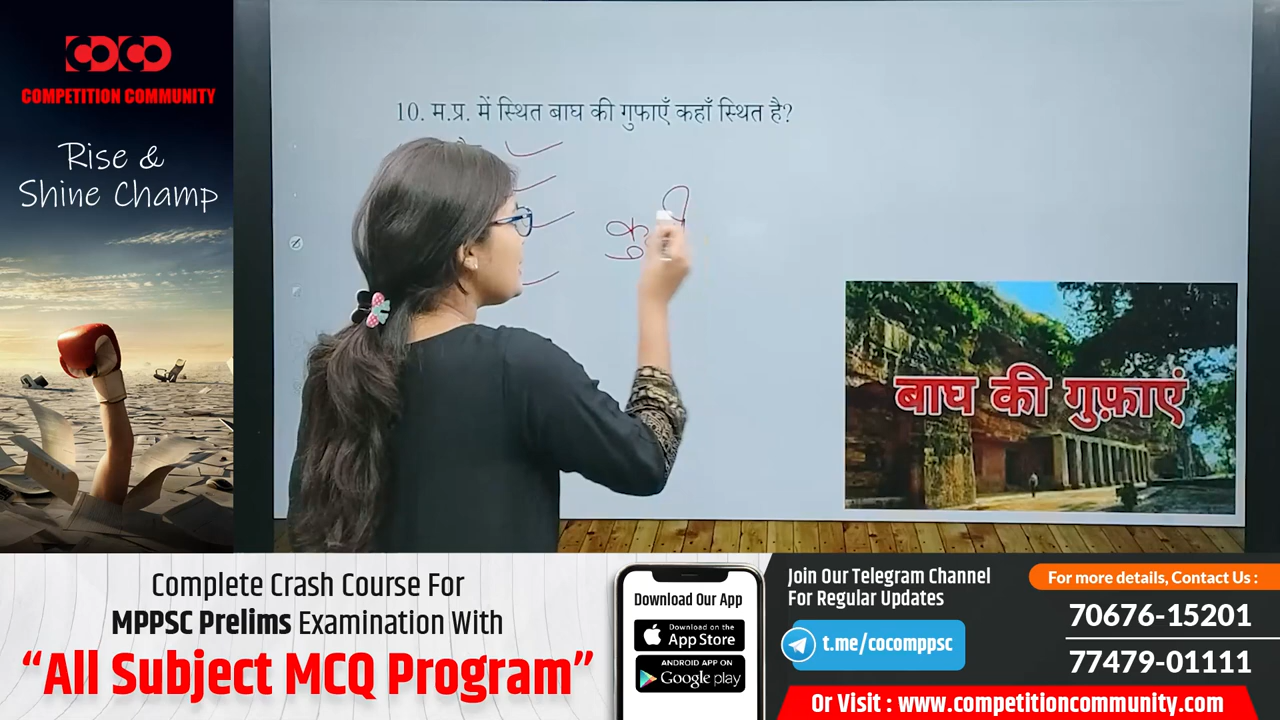 COCO
COMPETITION COMMUNITY
Rise &
Shine Champ
10. म.प्र. में स्थित बाघ की गुफाएँ कहाँ स्थित है?
बाघ की गुफ़ाएं
Complete Crash Course For
MPPSC Prelims Examination With
“All Subject MCQ Program”
Download Our App
Download on the
App Store
ANDROID APP ON
Google play
Join Our Telegram Channel
For Regular Updates
t.me/cocomppsc
For more details, Contact Us :
70676-15201
77479-01111
Or Visit : www.competitioncommunity.com